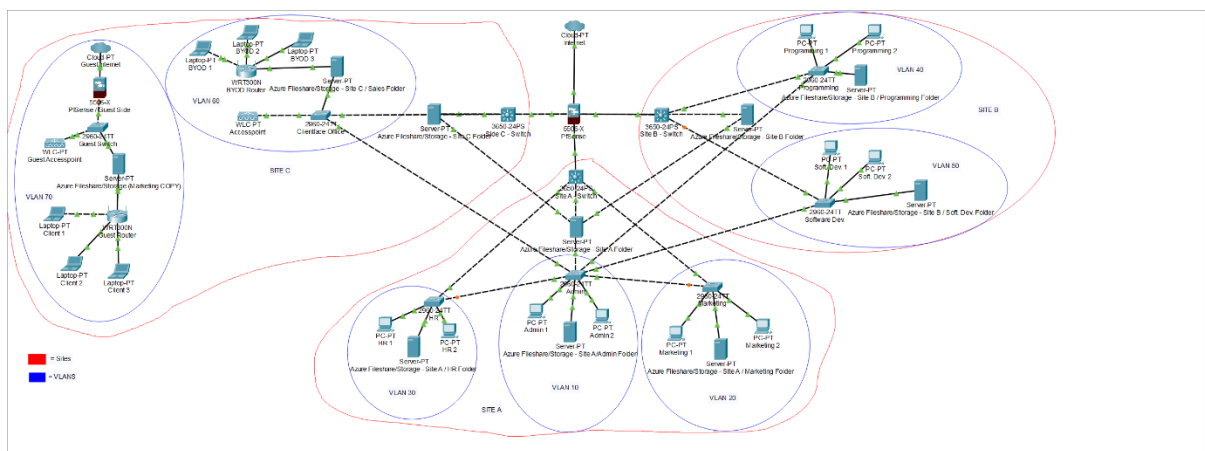 Cloud-PT
Guest Internet
5506-X
PfSense / Guest Side
2960-24TT
Guest Switch
WLC-PT
Guest Accesspoint
Server-PT
Azure Fileshare/Storage (Marketing COPY)
VLAN 70
WRT300N
Guest Router
Laptop-PT
Client 1
Laptop-PT
Client 2
Laptop-PT
Client 3
Laptop-PT
BYOD 1
Laptop-PT
BYOD 2
Laptop-PT
BYOD 3
WRT300N
BYOD Router
Server-PT
Azure Fileshare/Storage - Site C / Sales Folder
VLAN 60
WLC-PT
Accesspoint
2960-24TT
Clientface Office
SITE C
Server-PT
Azure Fileshare/Storage - Site C Folder
3650-24PS
Side C - Switch
Cloud-PT
Internet
5506-X
PfSense
3650-24PS
Site B - Switch
Server-PT
Azure Fileshare/Storage - Site B Folder
PC-PT
Programming 1
PC-PT
Programming 2
2960-24TT
Programming
VLAN 40
Server-PT
Azure Fileshare/Storage - Site B / Programming Folder
SITE B
PC-PT
Soft. Dev. 1
PC-PT
Soft. Dev. 2
2960-24TT
Software Dev.
Server-PT
Azure Fileshare/Storage - Site B / Soft. Dev. Folder
3650-24PS
Site A - Switch
Server-PT
Azure Fileshare/Storage - Site A Folder
2960-24TT
Admin
PC-PT
Admin 1
PC-PT
Admin 2
Server-PT
Azure Fileshare/Storage - Site A/Admin Folder
VLAN 10
2960-24TT
HR
PC-PT
HR 1
PC-PT
HR 2
Server-PT
Azure Fileshare/Storage - Site A / HR Folder
VLAN 30
2960-24TT
Marketing
PC-PT
Marketing 1
PC-PT
Marketing 2
Server-PT
Azure Fileshare/Storage - Site A / Marketing Folder
VLAN 20
SITE A
= Sites
= VLANS